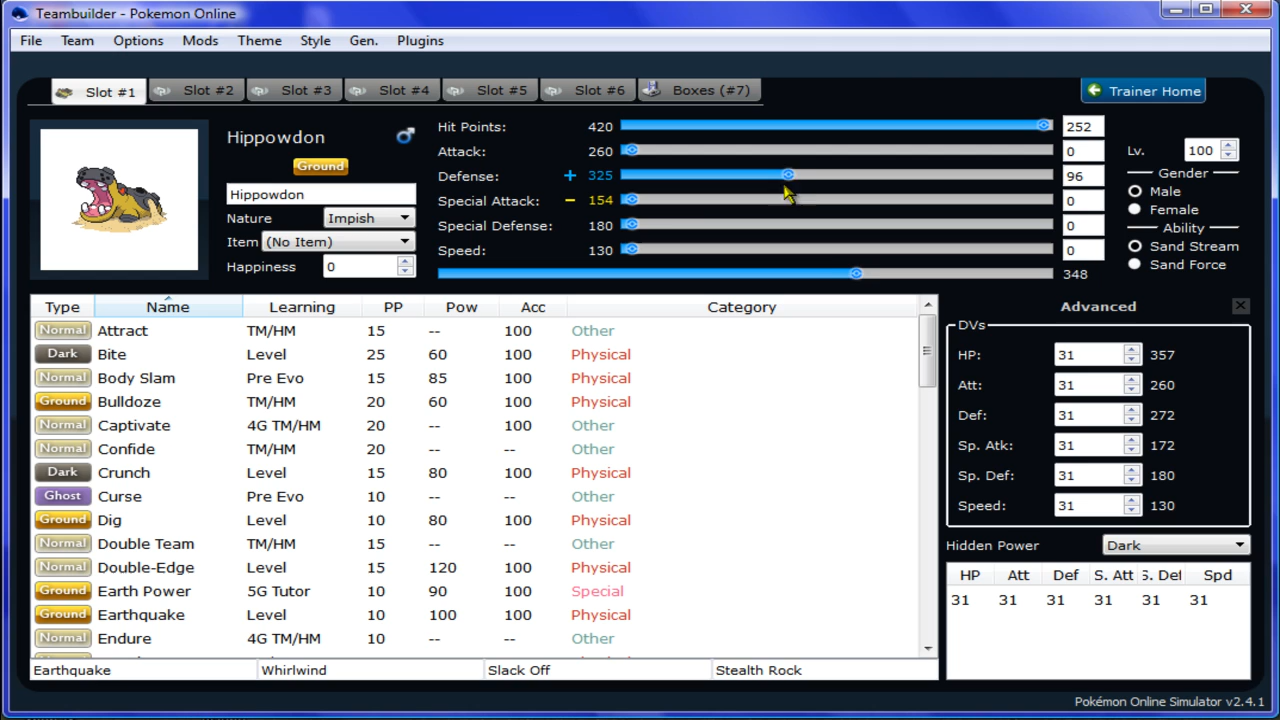 Teambuilder - Pokemon Online
File Team Options Mods Theme Style Gen. Plugins
Slot #1 Slot #2 Slot #3 Slot #4 Slot #5 Slot #6 Boxes (#7) Trainer Home
Hippowdon
Ground
Hippowdon
Nature Impish
Item (No Item)
Happiness 0
Hit Points: 420 252
Attack: 260 0
Defense: + 325 96
Special Attack: - 154 0
Special Defense: 180 0
Speed: 130 0
348
Lv. 100
Gender
Male
Female
Ability
Sand Stream
Sand Force
Type Name Learning PP Pow Acc Category
Normal Attract TM/HM 15 -- 100 Other
Dark Bite Level 25 60 100 Physical
Normal Body Slam Pre Evo 15 85 100 Physical
Ground Bulldoze TM/HM 20 60 100 Physical
Normal Captivate 4G TM/HM 20 -- 100 Other
Normal Confide TM/HM 20 -- -- Other
Dark Crunch Level 15 80 100 Physical
Ghost Curse Pre Evo 10 -- -- Other
Ground Dig Level 10 80 100 Physical
Normal Double Team TM/HM 15 -- -- Other
Normal Double-Edge Level 15 120 100 Physical
Ground Earth Power 5G Tutor 10 90 100 Special
Ground Earthquake Level 10 100 100 Physical
Normal Endure 4G TM/HM 10 -- -- Other
Earthquake Whirlwind Slack Off Stealth Rock
Advanced
DVs
HP: 31 357
Att: 31 260
Def: 31 272
Sp. Atk: 31 172
Sp. Def: 31 180
Speed: 31 130
Hidden Power Dark
HP Att Def S. Att S. Def Spd
31 31 31 31 31 31
Pokémon Online Simulator v2.4.1